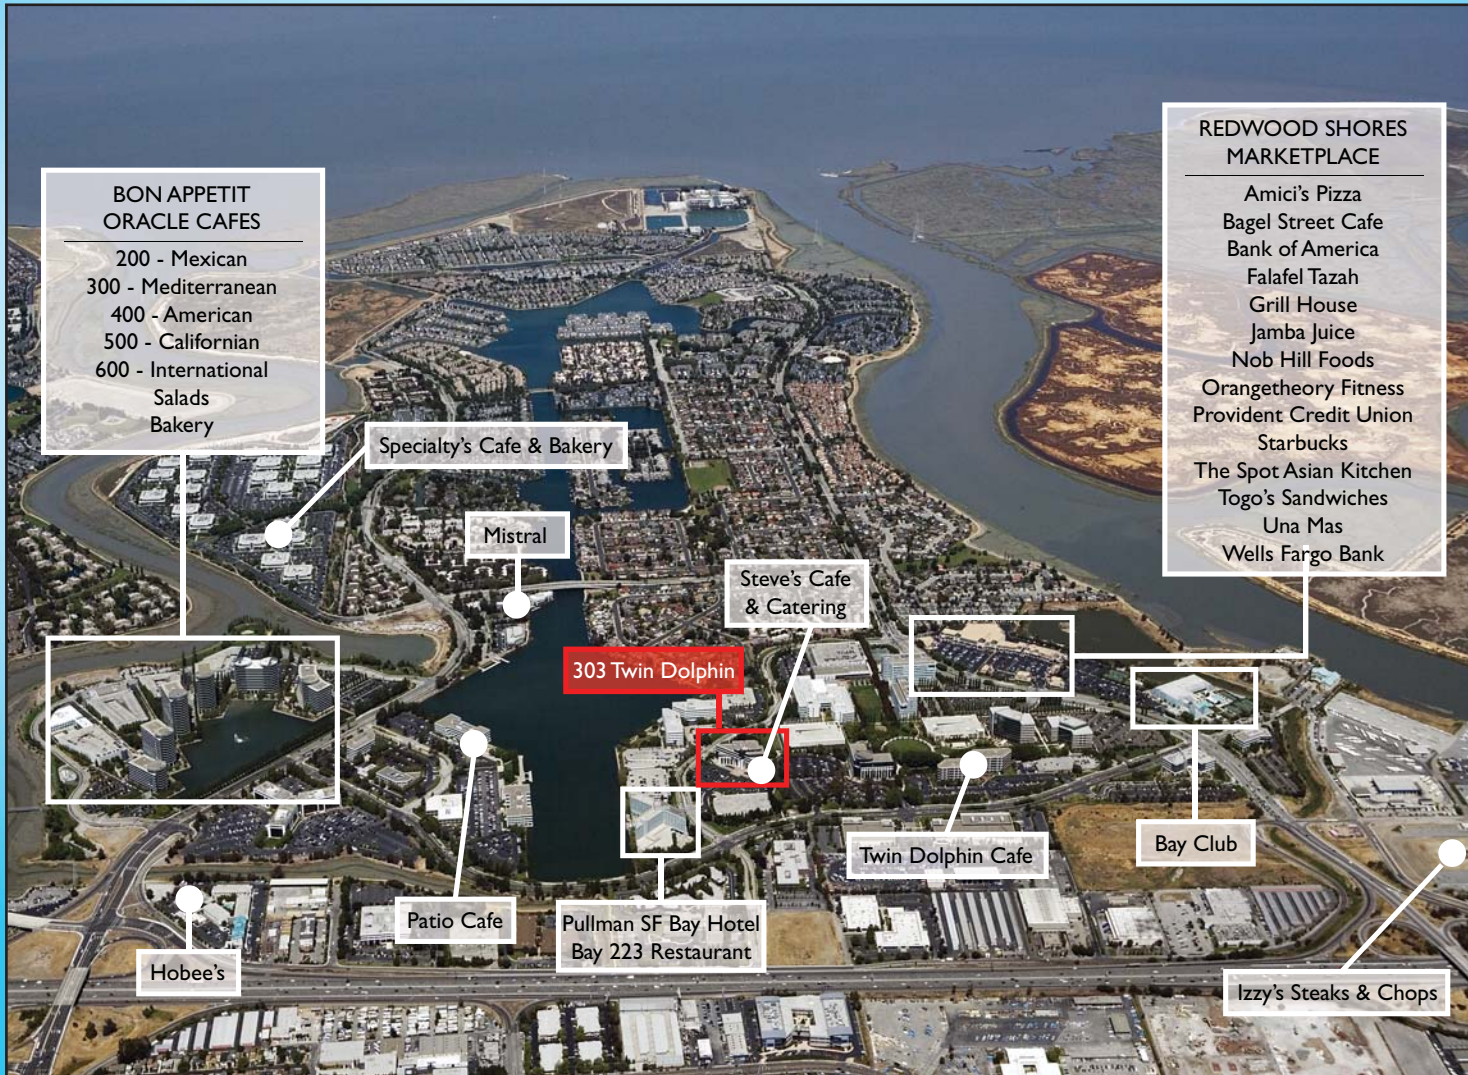 BON APPETIT
ORACLE CAFES
200 - Mexican
300 - Mediterranean
400 - American
500 - Californian
600 - International
Salads
Bakery
REDWOOD SHORES
MARKETPLACE
Amici's Pizza
Bagel Street Cafe
Bank of America
Falafel Tazah
Grill House
Jamba Juice
Nob Hill Foods
Orangetheory Fitness
Provident Credit Union
Starbucks
The Spot Asian Kitchen
Togo's Sandwiches
Una Mas
Wells Fargo Bank
Specialty's Cafe & Bakery
Mistral
Steve's Cafe
& Catering
303 Twin Dolphin
Twin Dolphin Cafe
Bay Club
Patio Cafe
Pullman SF Bay Hotel
Bay 223 Restaurant
Hobee's
Izzy's Steaks & Chops